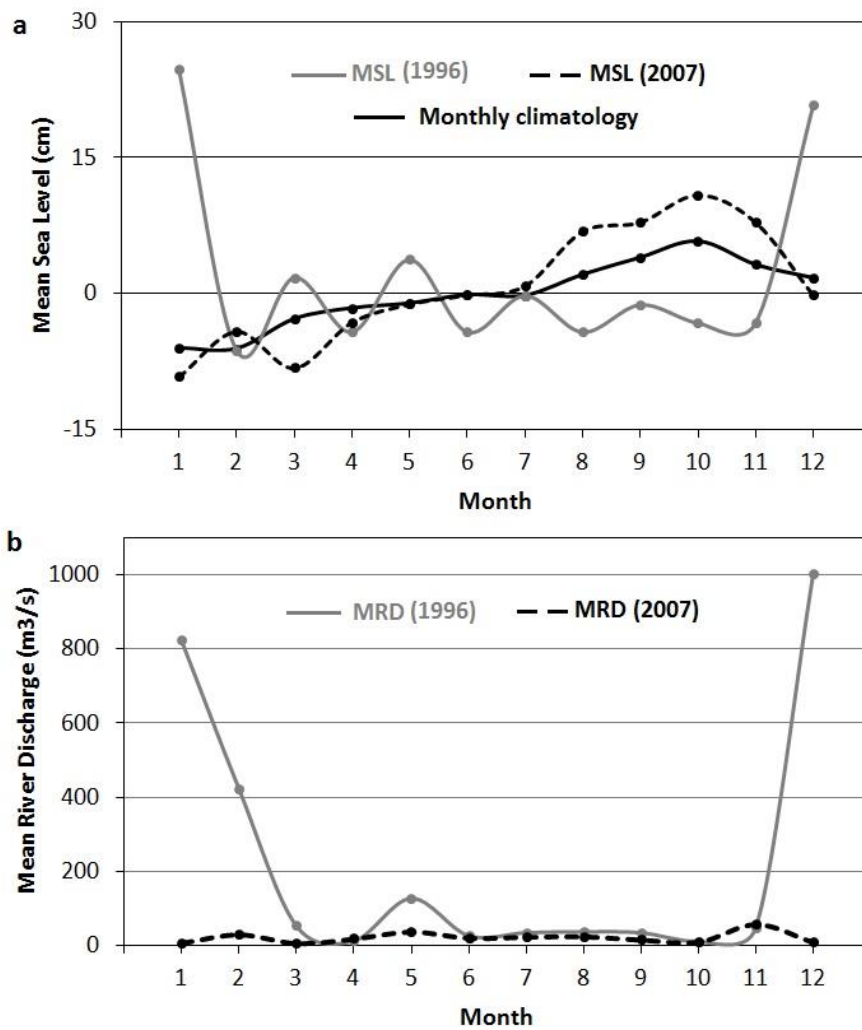 a
30
15
0
-15
Mean Sea Level (cm)
MSL (1996) MSL (2007)
Monthly climatology
1 2 3 4 5 6 7 8 9 10 11 12
Month
b
1000
800
600
400
200
0
Mean River Discharge (m3/s)
MRD (1996) MRD (2007)
1 2 3 4 5 6 7 8 9 10 11 12
Month